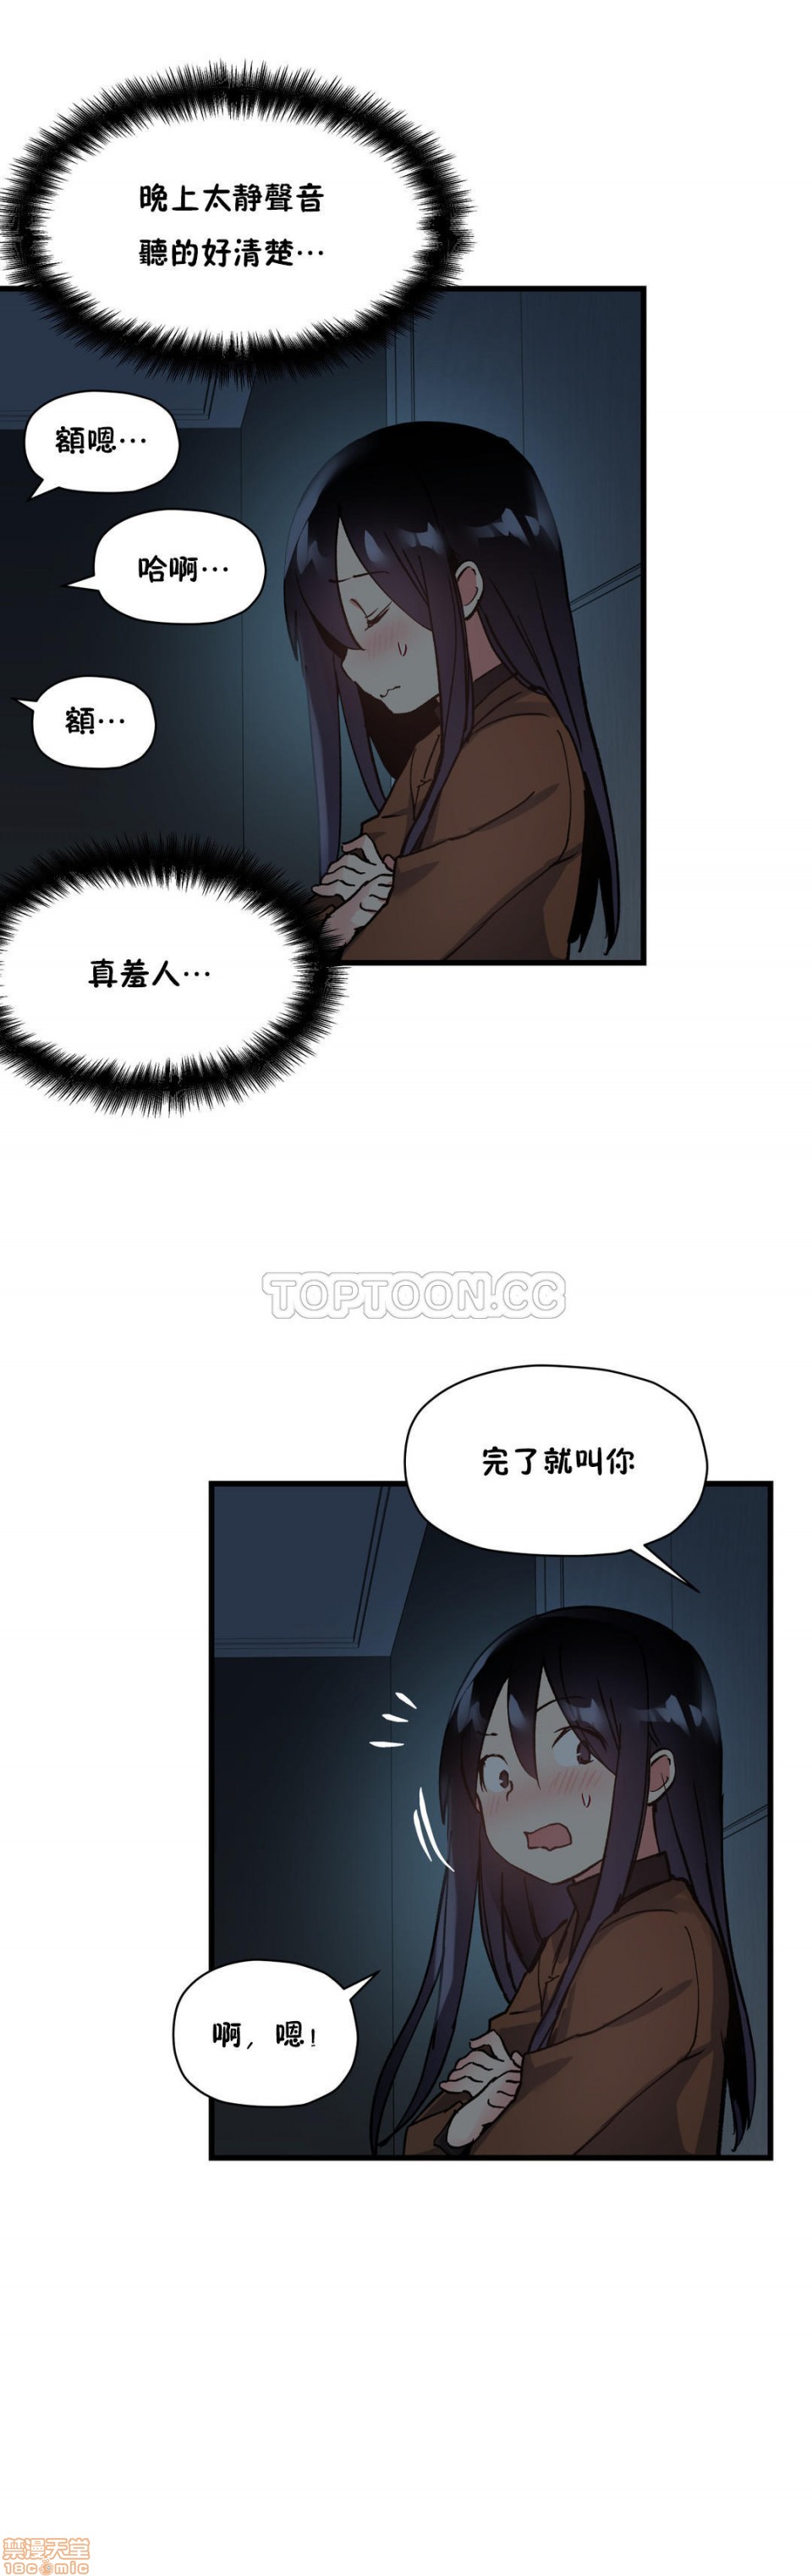 晚上太静聲音
聽的好清楚…
額嗯…
哈啊…
額…
真羞人…
TOPTOON.CC
完了就叫你
啊，嗯！
禁漫天堂
18comic